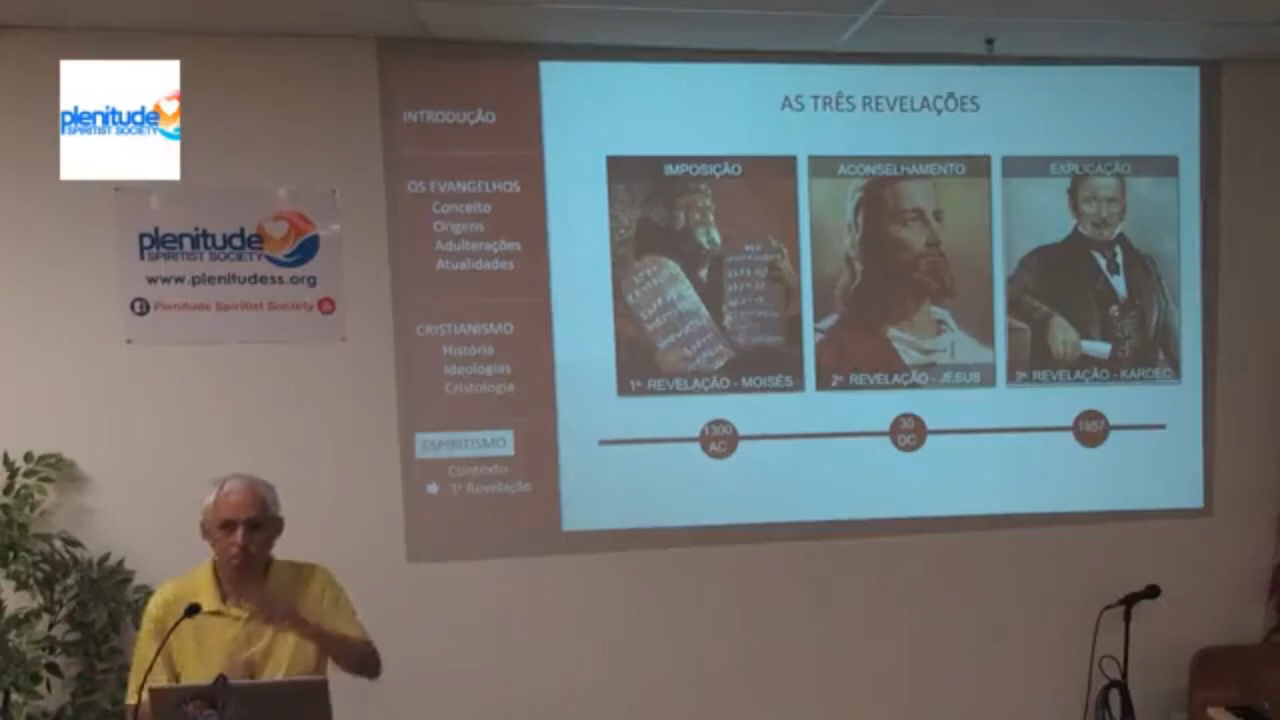 plenitude
SPIRITIST SOCIETY
plenitude
SPIRITIST SOCIETY
www.plenitudess.org
Plenitude Spiritist Society
INTRODUÇÃO
OS EVANGELHOS
Conceito
Origens
Adulterações
Atualidades
CRISTIANISMO
História
Ideologias
Cristologia
ESPIRITISMO
Contexto
3ª Revelação
AS TRÊS REVELAÇÕES
IMPOSIÇÃO
1ª REVELAÇÃO - MOISÉS
ACONSELHAMENTO
2ª REVELAÇÃO - JESUS
EXPLICAÇÃO
3ª REVELAÇÃO - KARDEC
1300
AC
30
DC
1857